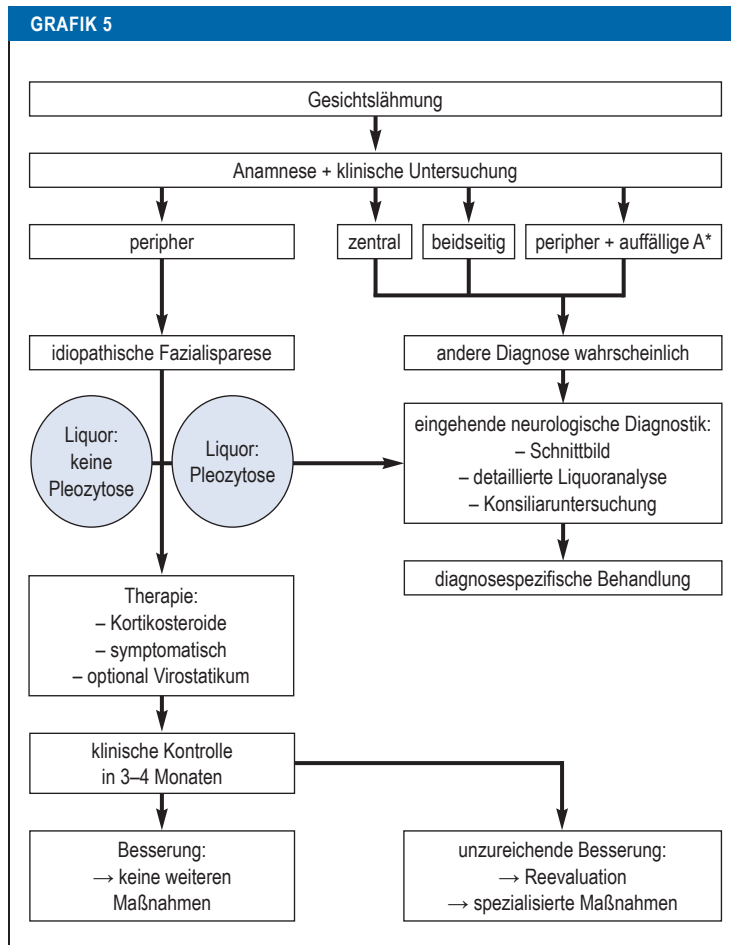 GRAFIK 5
Gesichtslähmung
Anamnese + klinische Untersuchung
peripher
zentral
beidseitig
peripher + auffällige A*
idiopathische Fazialisparese
andere Diagnose wahrscheinlich
Liquor:
keine
Pleozytose
Liquor:
Pleozytose
eingehende neurologische Diagnostik:
– Schnittbild
– detaillierte Liquoranalyse
– Konsiliaruntersuchung
diagnosespezifische Behandlung
Therapie:
– Kortikosteroide
– symptomatisch
– optional Virostatikum
klinische Kontrolle
in 3–4 Monaten
Besserung:
→ keine weiteren
Maßnahmen
unzureichende Besserung:
→ Reevaluation
→ spezialisierte Maßnahmen